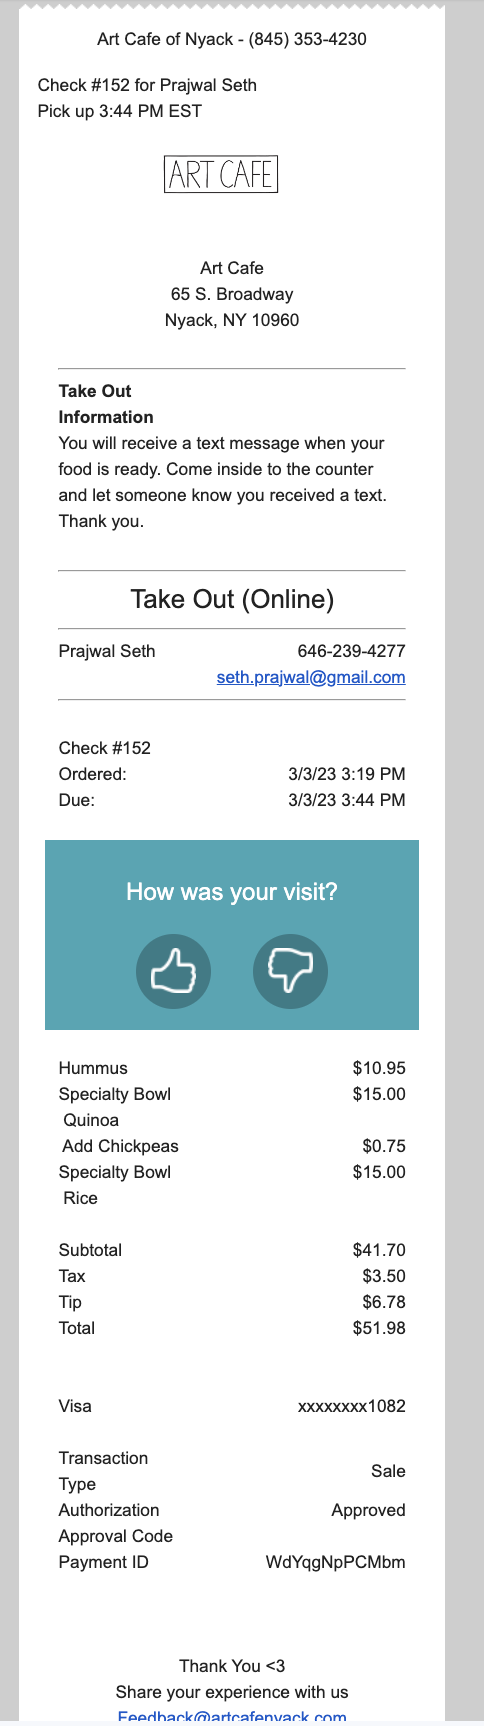 Art Cafe of Nyack - (845) 353-4230
Check #152 for Prajwal Seth
Pick up 3:44 PM EST
ART CAFE
Art Cafe
65 S. Broadway
Nyack, NY 10960
Take Out
Information
You will receive a text message when your
food is ready. Come inside to the counter
and let someone know you received a text.
Thank you.
Take Out (Online)
Prajwal Seth 646-239-4277
seth.prajwal@gmail.com
Check #152
Ordered: 3/3/23 3:19 PM
Due: 3/3/23 3:44 PM
How was your visit?
Hummus $10.95
Specialty Bowl $15.00
Quinoa
Add Chickpeas $0.75
Specialty Bowl $15.00
Rice
Subtotal $41.70
Tax $3.50
Tip $6.78
Total $51.98
Visa xxxxxxxx1082
Transaction
Type Sale
Authorization Approved
Approval Code
Payment ID WdYqgNpPCMbm
Thank You <3
Share your experience with us
Feedback@artcafenyack.com